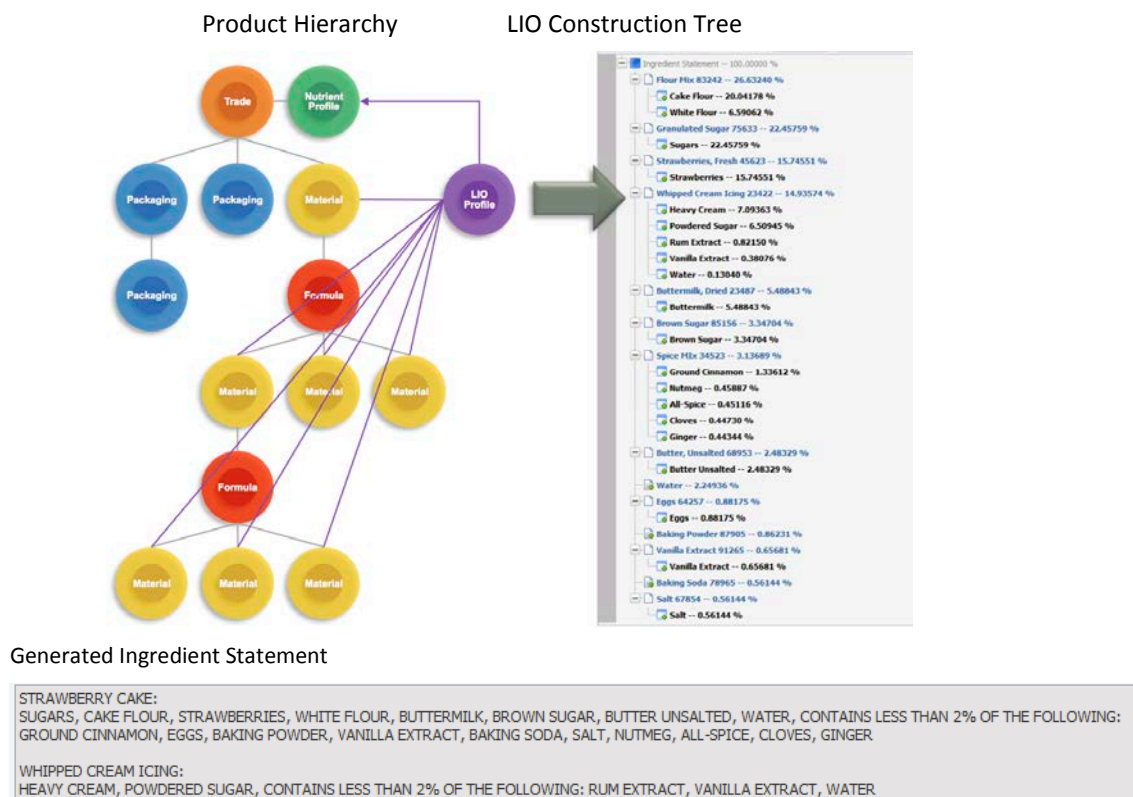 Product Hierarchy
LIO Construction Tree
Trade
Nutrient
Profile
Packaging
Packaging
Material
LIO
Profile
Packaging
Formula
Material
Material
Material
Formula
Material
Material
Material
Ingredient Statement -- 100.00000 %
Flour Mix 83242 -- 26.63240 %
Cake Flour -- 20.04178 %
White Flour -- 6.59062 %
Granulated Sugar 75633 -- 22.45759 %
Sugars -- 22.45759 %
Strawberries, Fresh 45623 -- 15.74551 %
Strawberries -- 15.74551 %
Whipped Cream Icing 23422 -- 14.93574 %
Heavy Cream -- 7.09363 %
Powdered Sugar -- 6.50945 %
Rum Extract -- 0.82150 %
Vanilla Extract -- 0.38076 %
Water -- 0.13040 %
Buttermilk, Dried 23487 -- 5.48843 %
Buttermilk -- 5.48843 %
Brown Sugar 85156 -- 3.34704 %
Brown Sugar -- 3.34704 %
Spice MIx 34523 -- 3.13689 %
Ground Cinnamon -- 1.33612 %
Nutmeg -- 0.45887 %
All-Spice -- 0.45116 %
Cloves -- 0.44730 %
Ginger -- 0.44344 %
Butter, Unsalted 68953 -- 2.48329 %
Butter Unsalted -- 2.48329 %
Water -- 2.24936 %
Eggs 64257 -- 0.88175 %
Eggs -- 0.88175 %
Baking Powder 87905 -- 0.86231 %
Vanilla Extract 91265 -- 0.65681 %
Vanilla Extract -- 0.65681 %
Baking Soda 78965 -- 0.56144 %
Salt 67854 -- 0.56144 %
Salt -- 0.56144 %
Generated Ingredient Statement
STRAWBERRY CAKE:
SUGARS, CAKE FLOUR, STRAWBERRIES, WHITE FLOUR, BUTTERMILK, BROWN SUGAR, BUTTER UNSALTED, WATER, CONTAINS LESS THAN 2% OF THE FOLLOWING:
GROUND CINNAMON, EGGS, BAKING POWDER, VANILLA EXTRACT, BAKING SODA, SALT, NUTMEG, ALL-SPICE, CLOVES, GINGER
WHIPPED CREAM ICING:
HEAVY CREAM, POWDERED SUGAR, CONTAINS LESS THAN 2% OF THE FOLLOWING: RUM EXTRACT, VANILLA EXTRACT, WATER